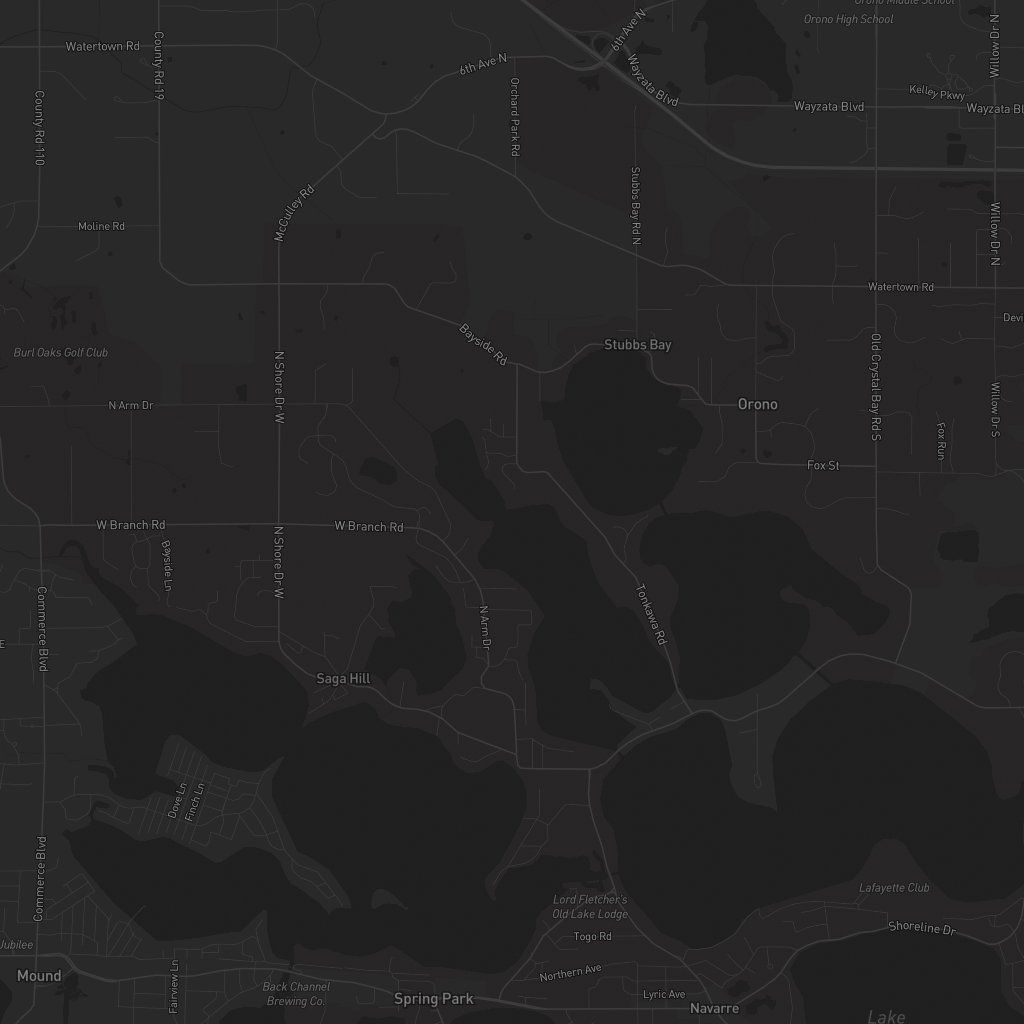 Orono Middle School
Orono High School
6th Ave N
Watertown Rd
County Rd 19
6th Ave N
Wayzata Blvd
N Willow Dr N
Kelley Pkwy
Wayzata Blvd
Wayzata Bl
Orchard Park Rd
County Rd 110
McCulley Rd
Stubbs Bay Rd N
Moline Rd
Willow Dr N
Watertown Rd
Devi
Burl Oaks Golf Club
Bayside Rd
Stubbs Bay
N Shore Dr W
Old Crystal Bay Rd S
N Arm Dr
Orono
Willow Dr S
Fox Run
Fox St
W Branch Rd
W Branch Rd
Bayside Ln
N Shore Dr W
Commerce Blvd
N Arm Dr
Tonkawa Rd
E
Saga Hill
Dove Ln
Finch Ln
Commerce Blvd
Lafayette Club
Lord Fletcher's
Old Lake Lodge
Shoreline Dr
Togo Rd
Jubilee
Mound
Northern Ave
Fairview Ln
Back Channel
Brewing Co.
Spring Park
Lyric Ave
Navarre
Lake